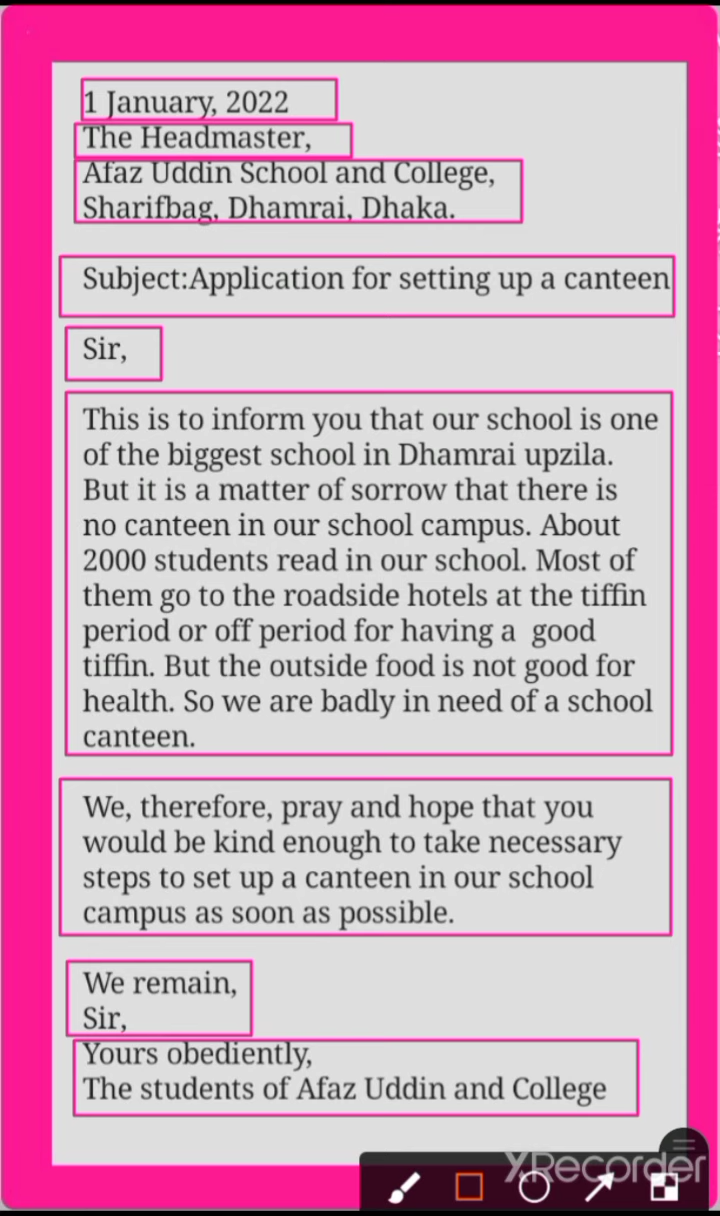 1 January, 2022
The Headmaster,
Afaz Uddin School and College,
Sharifbag, Dhamrai, Dhaka.
Subject:Application for setting up a canteen
Sir,
This is to inform you that our school is one
of the biggest school in Dhamrai upzila.
But it is a matter of sorrow that there is
no canteen in our school campus. About
2000 students read in our school. Most of
them go to the roadside hotels at the tiffin
period or off period for having a  good
tiffin. But the outside food is not good for
health. So we are badly in need of a school
canteen.
We, therefore, pray and hope that you
would be kind enough to take necessary
steps to set up a canteen in our school
campus as soon as possible.
We remain,
Sir,
Yours obediently,
The students of Afaz Uddin and College
XRecorder